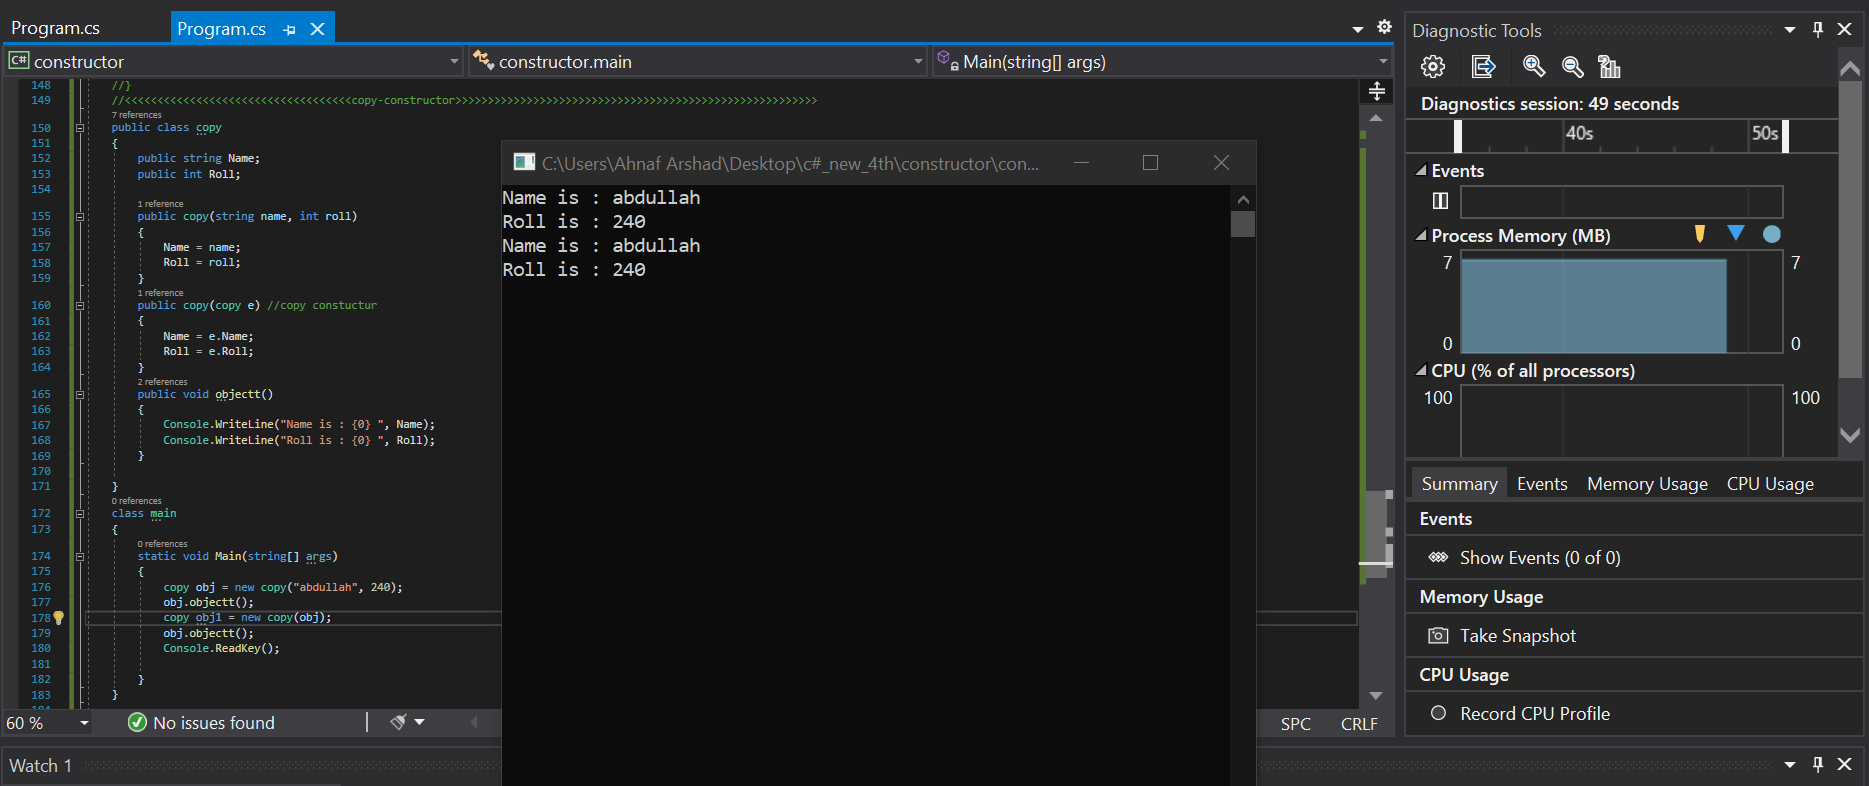 Program.cs
Program.cs
C# constructor
constructor.main
Main(string[] args)
148 //}
149 //<<<<<<<<<<<<<<<<<<<<<<<<<<<<<<<<<<<copy-constructor>>>>>>>>>>>>>>>>>>>>>>>>>>>>>>>>>>>>>>>>>>>>>>>>>>>>>>>>
7 references
150 public class copy
151 {
152 public string Name;
153 public int Roll;
154
1 reference
155 public copy(string name, int roll)
156 {
157 Name = name;
158 Roll = roll;
159 }
1 reference
160 public copy(copy e) //copy constuctur
161 {
162 Name = e.Name;
163 Roll = e.Roll;
164 }
2 references
165 public void objectt()
166 {
167 Console.WriteLine("Name is : {0} ", Name);
168 Console.WriteLine("Roll is : {0} ", Roll);
169 }
170
171 }
0 references
172 class main
173 {
0 references
174 static void Main(string[] args)
175 {
176 copy obj = new copy("abdullah", 240);
177 obj.objectt();
178 copy obj1 = new copy(obj);
179 obj.objectt();
180 Console.ReadKey();
181
182 }
183 }
60 %
No issues found
SPC
CRLF
Watch 1
C:\Users\Ahnaf Arshad\Desktop\c#_new_4th\constructor\con...
Name is : abdullah
Roll is : 240
Name is : abdullah
Roll is : 240
Diagnostic Tools
Diagnostics session: 49 seconds
40s 50s
Events
Process Memory (MB)
7 7
0 0
CPU (% of all processors)
100 100
Summary Events Memory Usage CPU Usage
Events
Show Events (0 of 0)
Memory Usage
Take Snapshot
CPU Usage
Record CPU Profile